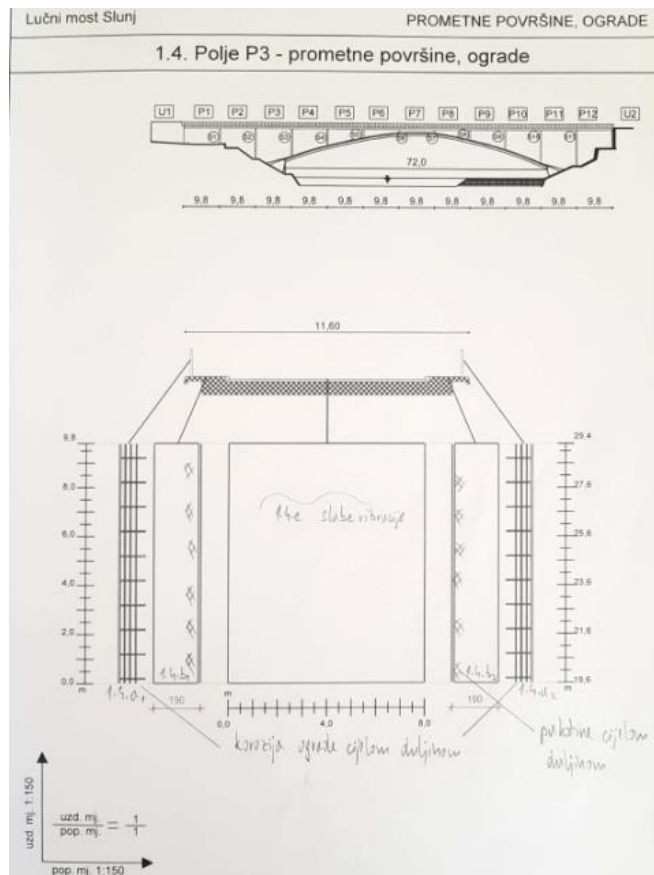 Lučni most Slunj PROMETNE POVRŠINE, OGRADE
1.4. Polje P3 - prometne površine, ograde
U1 P1 P2 P3 P4 P5 P6 P7 P8 P9 P10 P11 P12 U2
72,0
9,8 9,8 9,8 9,8 9,8 9,8 9,8 9,8 9,8 9,8 9,8 9,8
11,60
9,8 29,4
8,0 27,6
1.4.e slabe vibracije
6,0 25,6
4,0 23,6
2,0 21,6
0,0 19,6
m 1.4.a1 1.4.b1 m 1.4.b2 1.4.a2 m
190 190
0,0 4,0 8,0
korozija ograde cijelom duljinom
pukotine cijelom
duljinom
uzd. mj. 1:150
uzd. mj. 1
pop. mj. = 1
pop. mj. 1:150